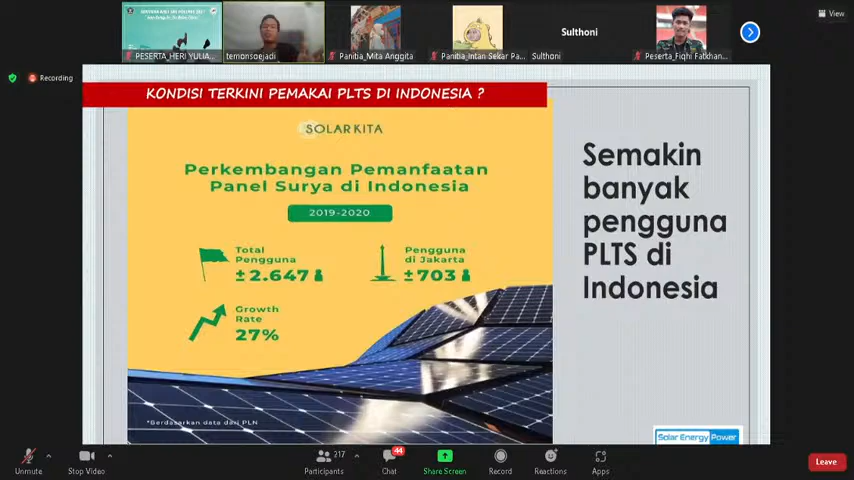 View
Sulthoni
PESERTA_HERI YULIA...
temonsoejadi
Panitia_Mita Anggita
Panitia_Intan Sekar Pa...
Sulthoni
Peserta_Fiqhi Fatkhan...
Recording
KONDISI TERKINI PEMAKAI PLTS DI INDONESIA ?
SOLARKITA
Perkembangan Pemanfaatan
Panel Surya di Indonesia
2019-2020
Total
Pengguna
±2.647
Pengguna
di Jakarta
±703
Growth
Rate
27%
*Berdasarkan data dari PLN
Semakin
banyak
pengguna
PLTS di
Indonesia
Solar Energy Power
Unmute
Stop Video
217
Participants
44
Chat
Share Screen
Record
Reactions
Apps
Leave